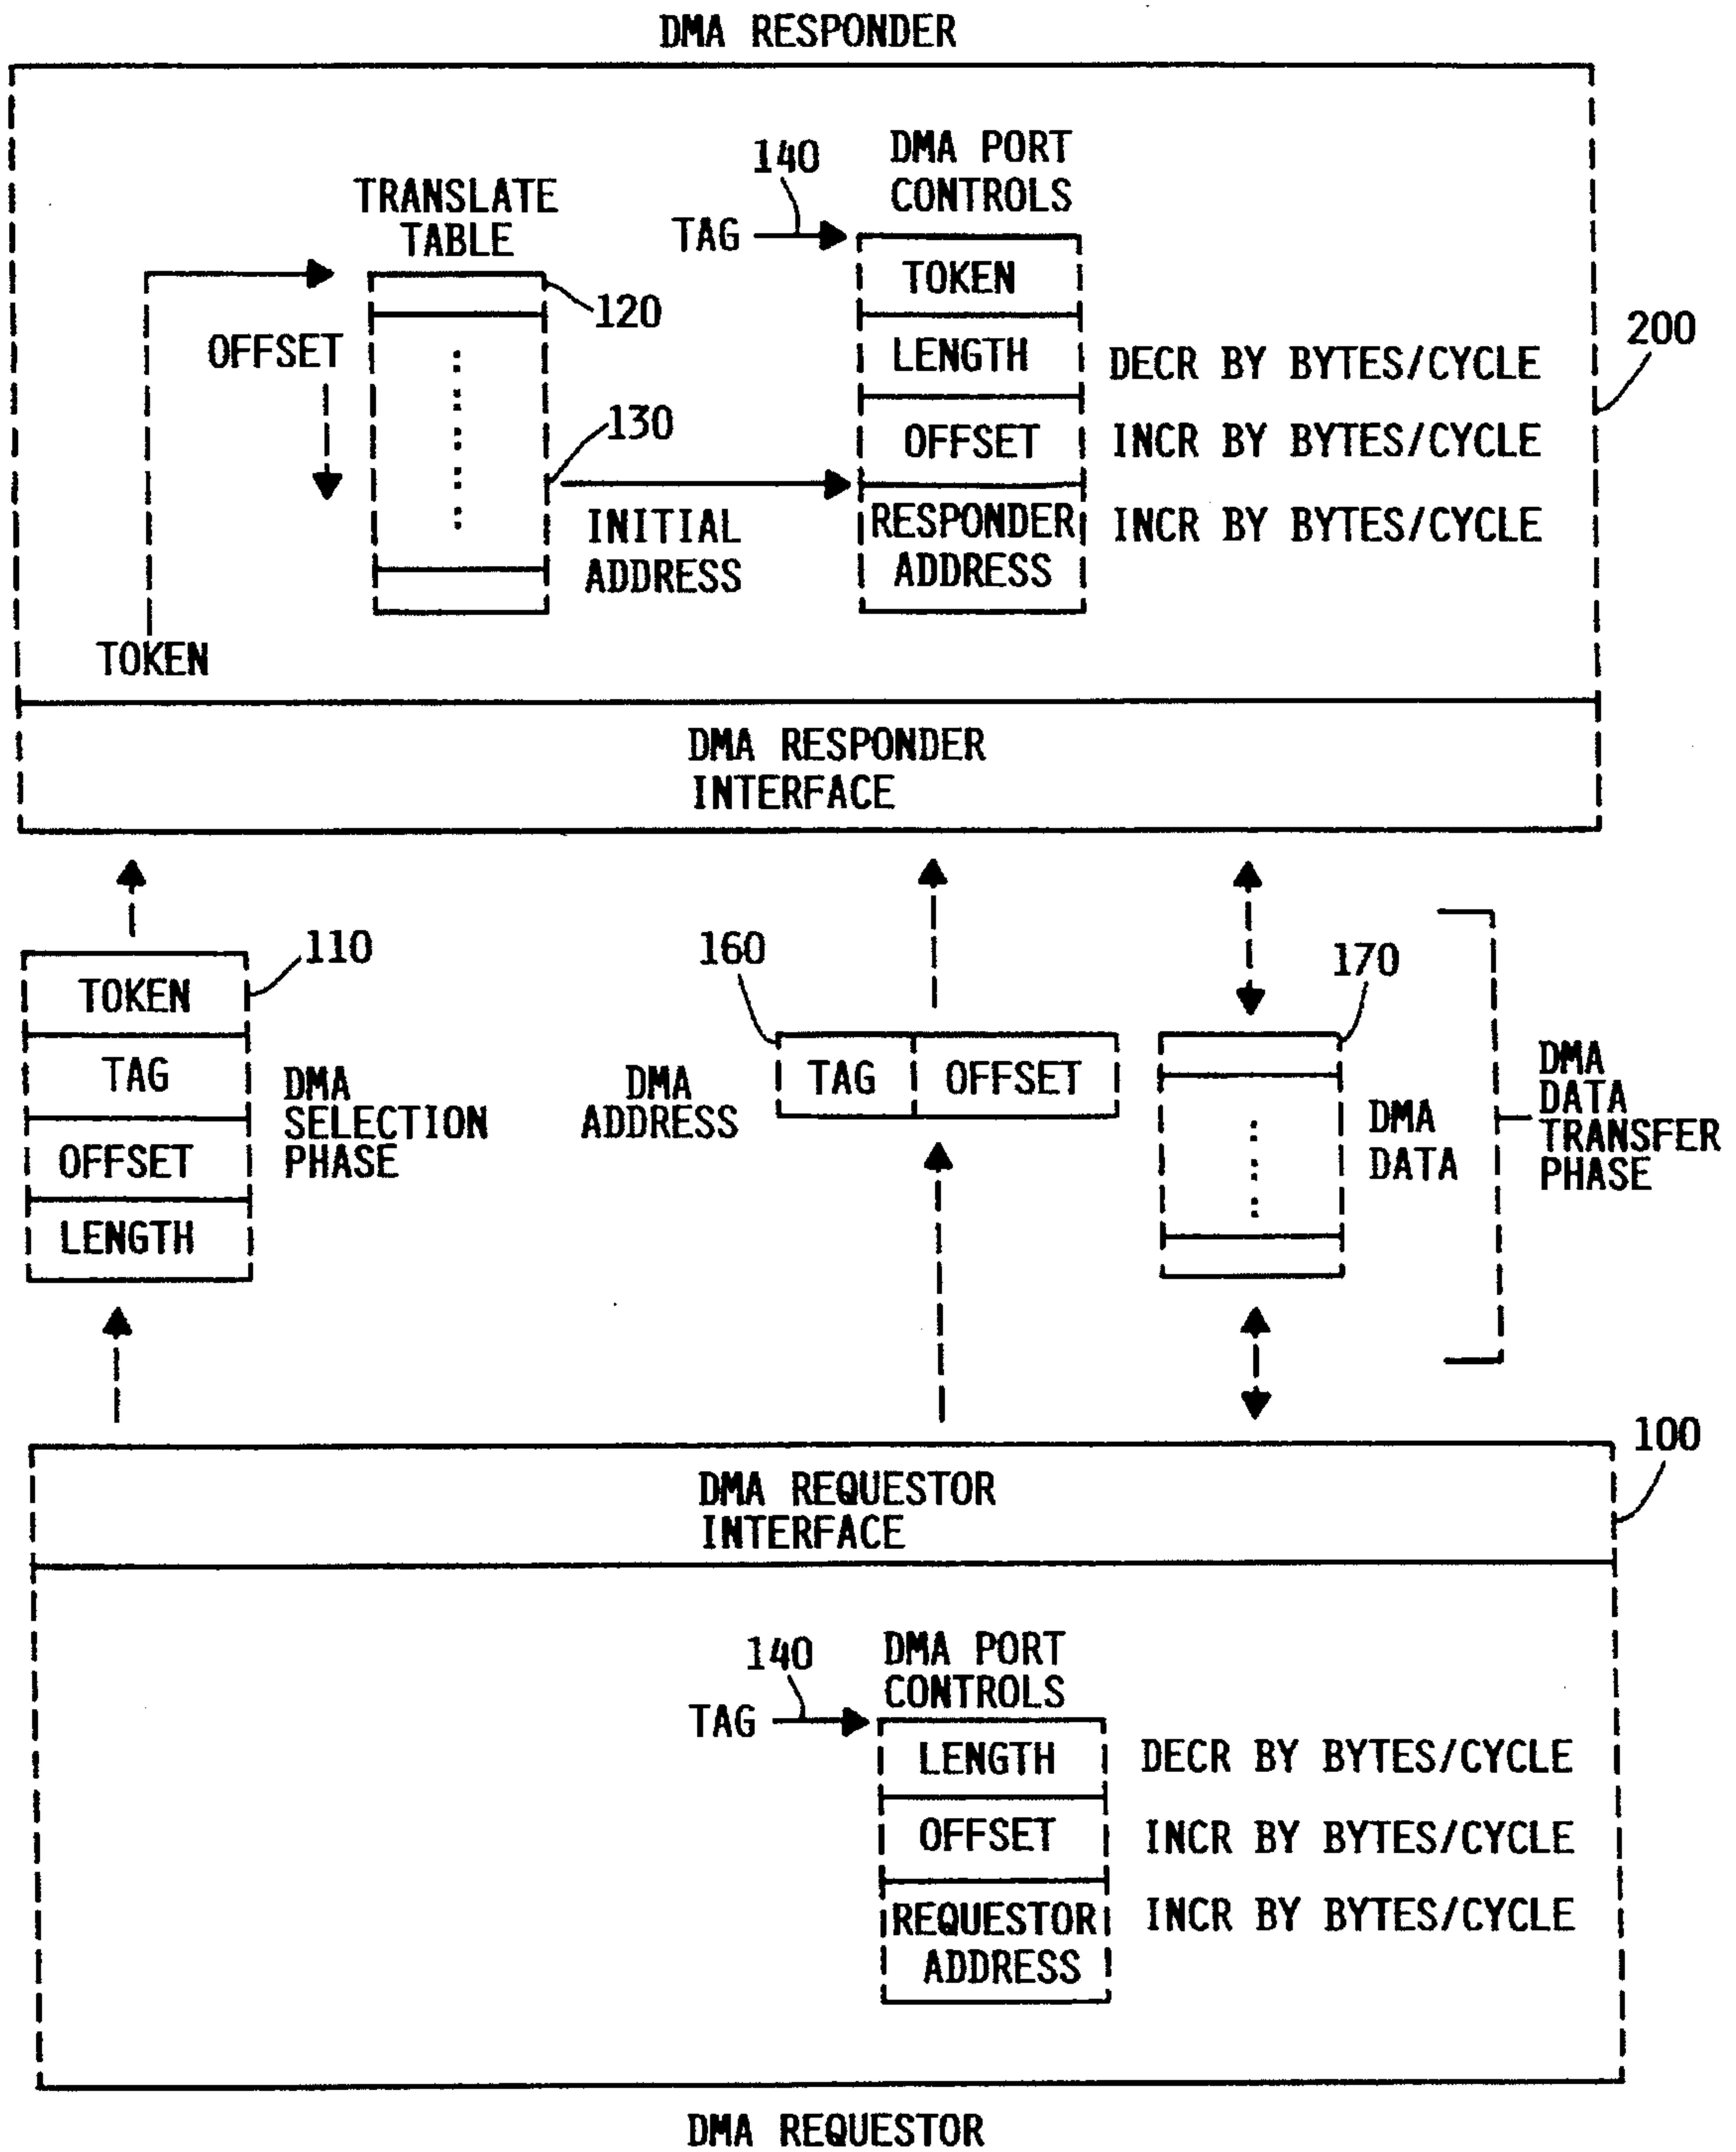 DMA RESPONDER
140
DMA PORT
CONTROLS
TRANSLATE
TABLE
TAG
TOKEN
120
OFFSET
LENGTH
DECR BY BYTES/CYCLE
200
130
OFFSET
INCR BY BYTES/CYCLE
INITIAL
ADDRESS
RESPONDER
ADDRESS
INCR BY BYTES/CYCLE
TOKEN
DMA RESPONDER
INTERFACE
110
TOKEN
TAG
OFFSET
LENGTH
DMA
SELECTION
PHASE
DMA
ADDRESS
160
TAG
OFFSET
170
DMA
DATA
DMA
DATA
TRANSFER
PHASE
100
DMA REQUESTOR
INTERFACE
140
DMA PORT
CONTROLS
TAG
LENGTH
DECR BY BYTES/CYCLE
OFFSET
INCR BY BYTES/CYCLE
REQUESTOR
ADDRESS
INCR BY BYTES/CYCLE
DMA REQUESTOR